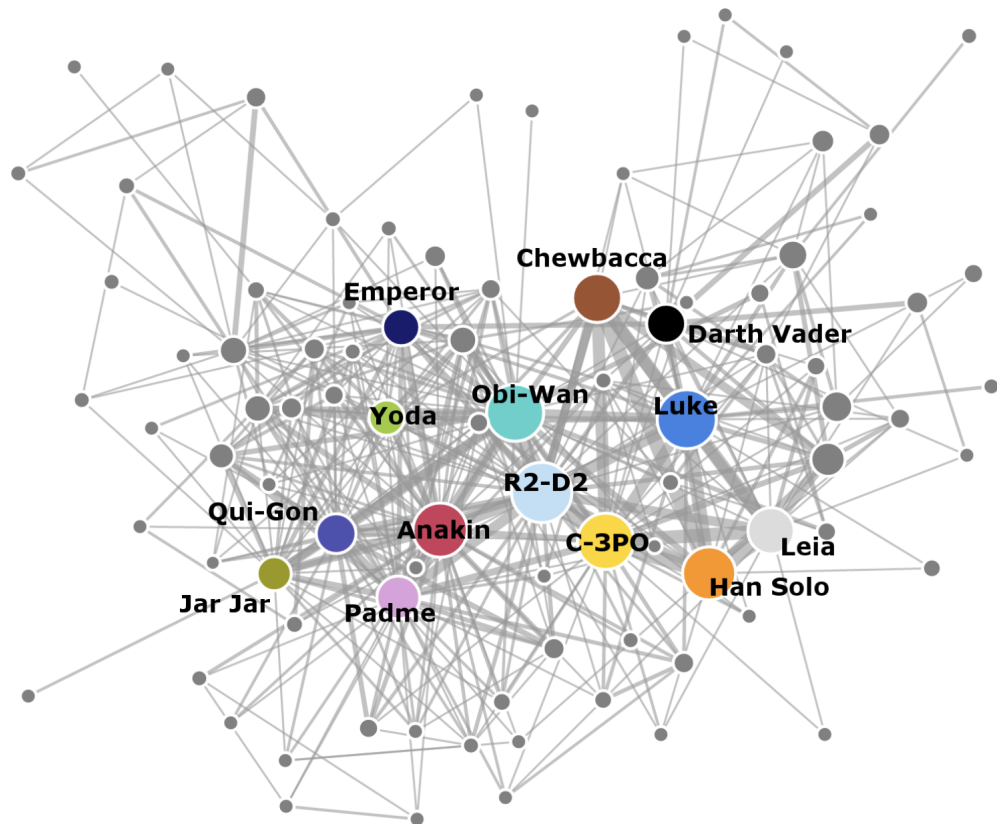 Chewbacca
Emperor
Darth Vader
Obi-Wan
Luke
Yoda
R2-D2
Qui-Gon
Anakin
C-3PO
Leia
Han Solo
Jar Jar
Padme